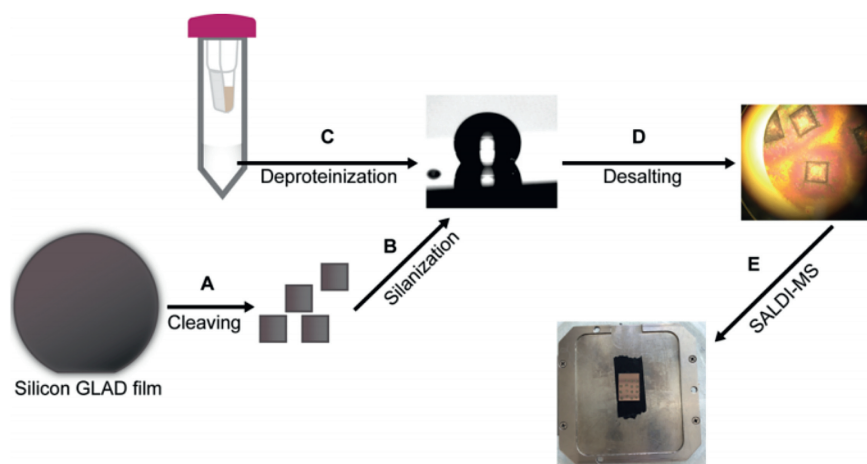 C
Deproteinization
D
Desalting
B
Silanization
A
Cleaving
E
SALDI-MS
Silicon GLAD film